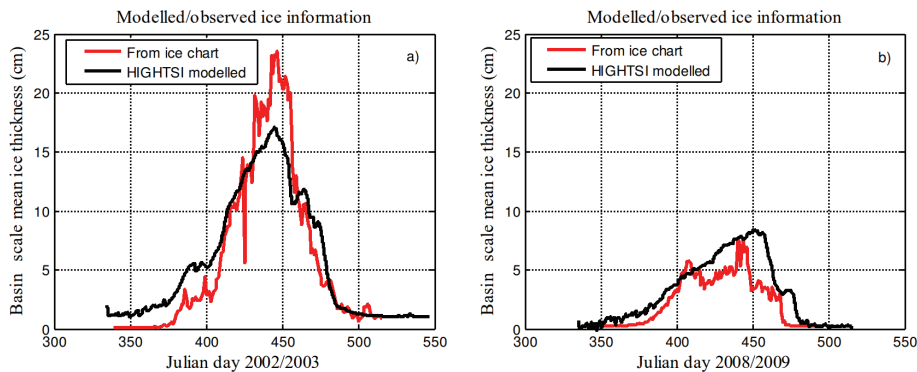 Modelled/observed ice information
Basin scale mean ice thickness (cm)
25
20
15
10
5
0
From ice chart
HIGHTSI modelled
a)
300 350 400 450 500 550
Julian day 2002/2003
Modelled/observed ice information
Basin scale mean ice thickness (cm)
25
20
15
10
5
0
From ice chart
HIGHTSI modelled
b)
300 350 400 450 500 550
Julian day 2008/2009